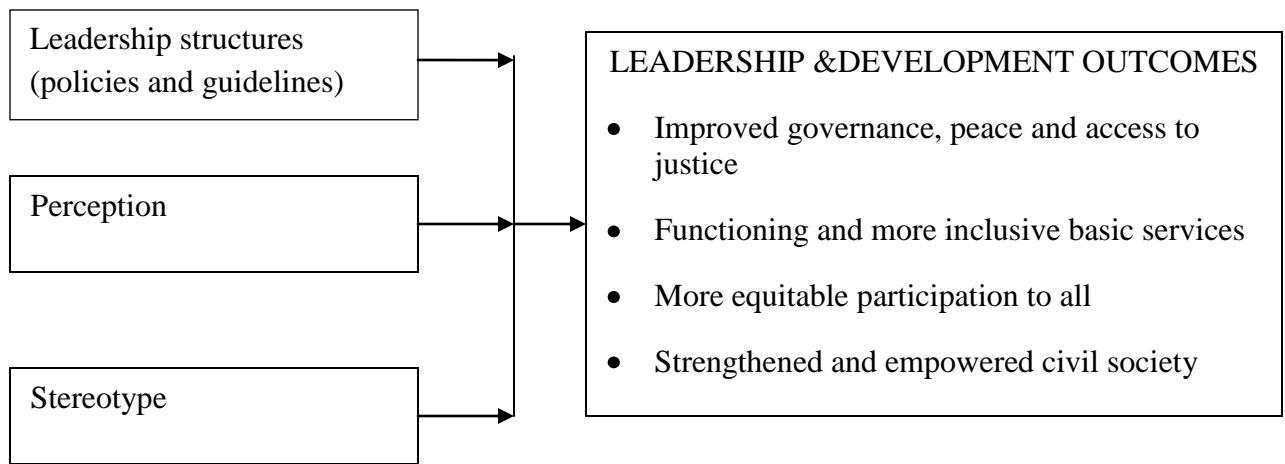 Leadership structures
(policies and guidelines)
Perception
Stereotype
LEADERSHIP &DEVELOPMENT OUTCOMES
● Improved governance, peace and access to
justice
● Functioning and more inclusive basic services
● More equitable participation to all
● Strengthened and empowered civil society